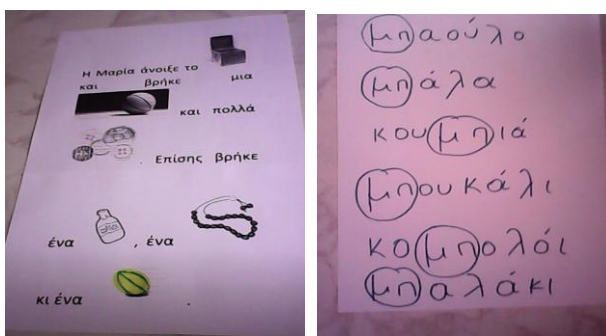 Η Μαρία άνοιξε το
και βρήκε μια
και πολλά
. Επίσης βρήκε
ένα , ένα
κι ένα .
μπαούλο
μπάλα
κουμπιά
μπουκάλι
κομπολόι
μπαλάκι